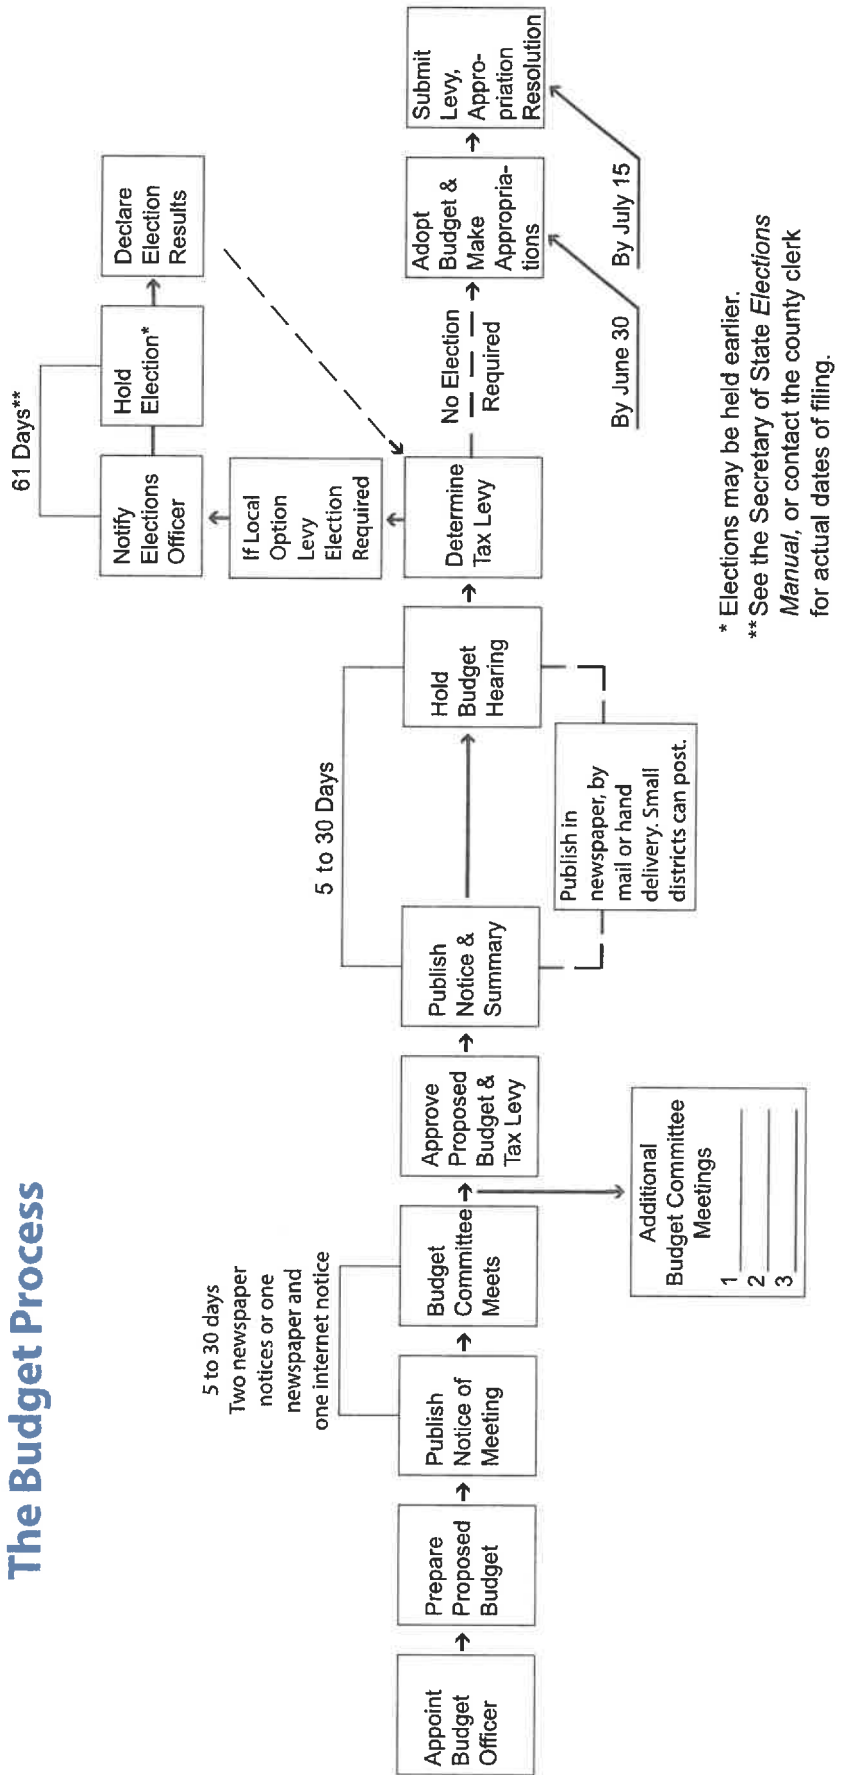 The Budget Process
Appoint
Budget
Officer
Prepare
Proposed
Budget
5 to 30 days
Two newspaper
notices or one
newspaper and
one internet notice
Publish
Notice of
Meeting
Budget
Committee
Meets
Additional
Budget Committee
Meetings
1
2
3
Approve
Proposed
Budget &
Tax Levy
5 to 30 Days
Publish
Notice &
Summary
Publish in
newspaper, by
mail or hand
delivery. Small
districts can post.
Hold
Budget
Hearing
Determine
Tax Levy
If Local
Option
Levy
Election
Required
61 Days**
Notify
Elections
Officer
Hold
Election*
Declare
Election
Results
No Election
Required
Adopt
Budget &
Make
Appropria-
tions
By June 30
Submit
Levy,
Appro-
priation
Resolution
By July 15
* Elections may be held earlier.
** See the Secretary of State Elections
Manual, or contact the county clerk
for actual dates of filing.